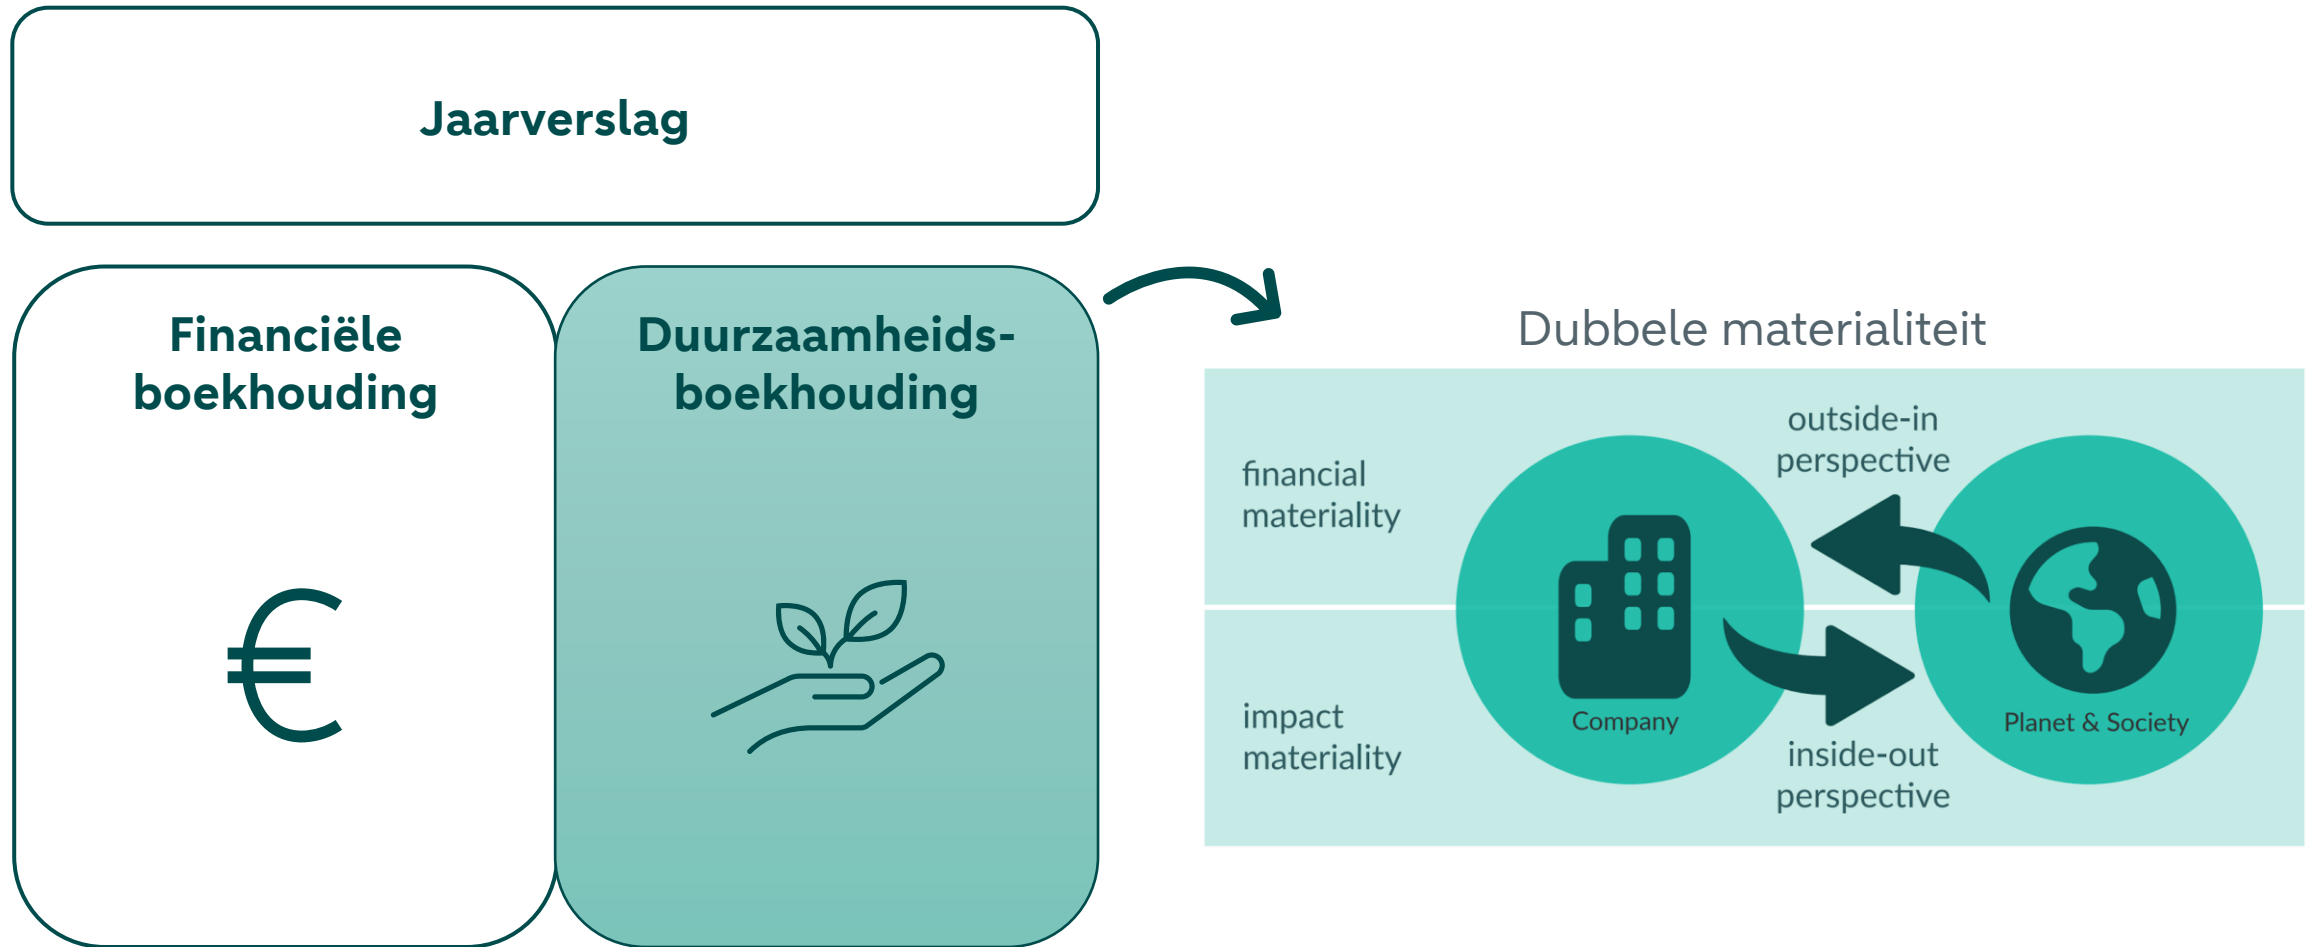 Jaarverslag
Financiële
boekhouding
€
Duurzaamheids-
boekhouding
Dubbele materialiteit
financial
materiality
outside-in
perspective
Company
Planet & Society
impact
materiality
inside-out
perspective